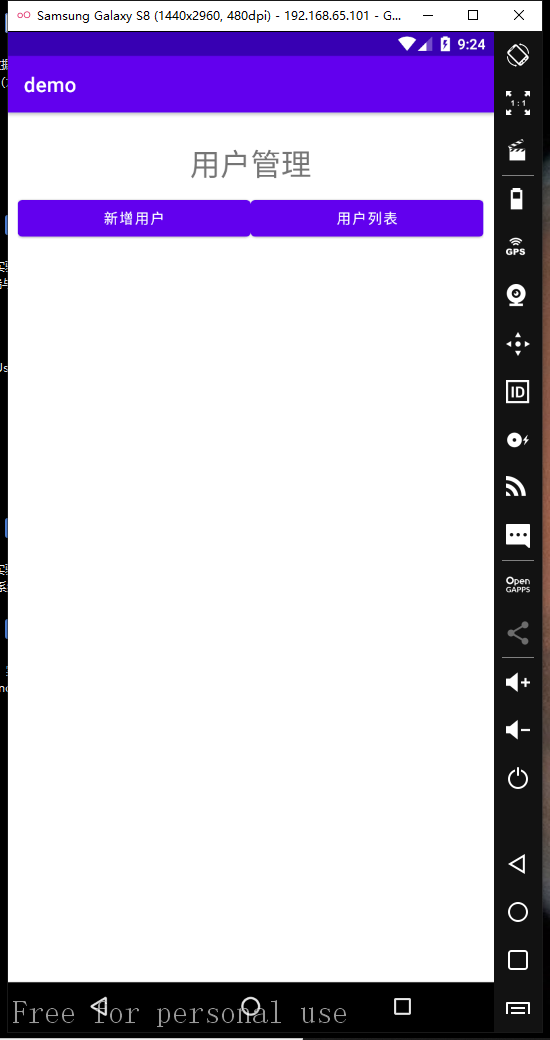 Samsung Galaxy S8 (1440x2960, 480dpi) - 192.168.65.101 - G...
9:24
demo
用户管理
新增用户
用户列表
1:1
GPS
ID
Open
GAPPS
Free for personal use